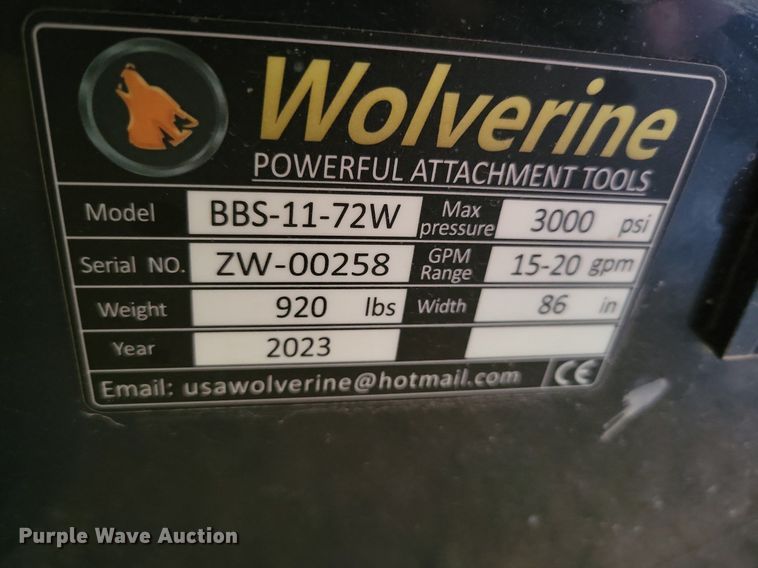 Wolverine
POWERFUL ATTACHMENT TOOLS
Model BBS-11-72W Max pressure 3000 psi
Serial NO. ZW-00258 GPM Range 15-20 gpm
Weight 920 lbs Width 86 in
Year 2023
Email: usawolverine@hotmail.com CE
Purple Wave Auction